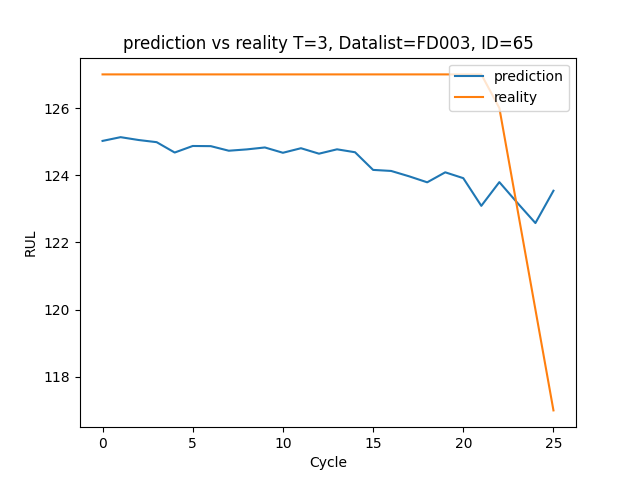 prediction vs reality T=3, Datalist=FD003, ID=65
prediction
reality
126
124
122
120
118
RUL
0 5 10 15 20 25
Cycle